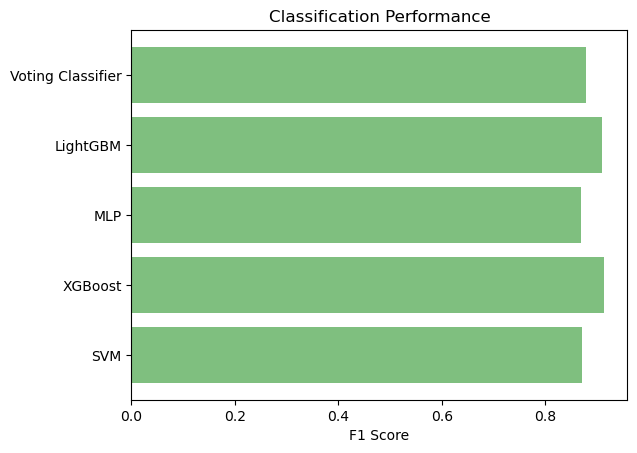 Classification Performance
Voting Classifier
LightGBM
MLP
XGBoost
SVM
0.0 0.2 0.4 0.6 0.8
F1 Score